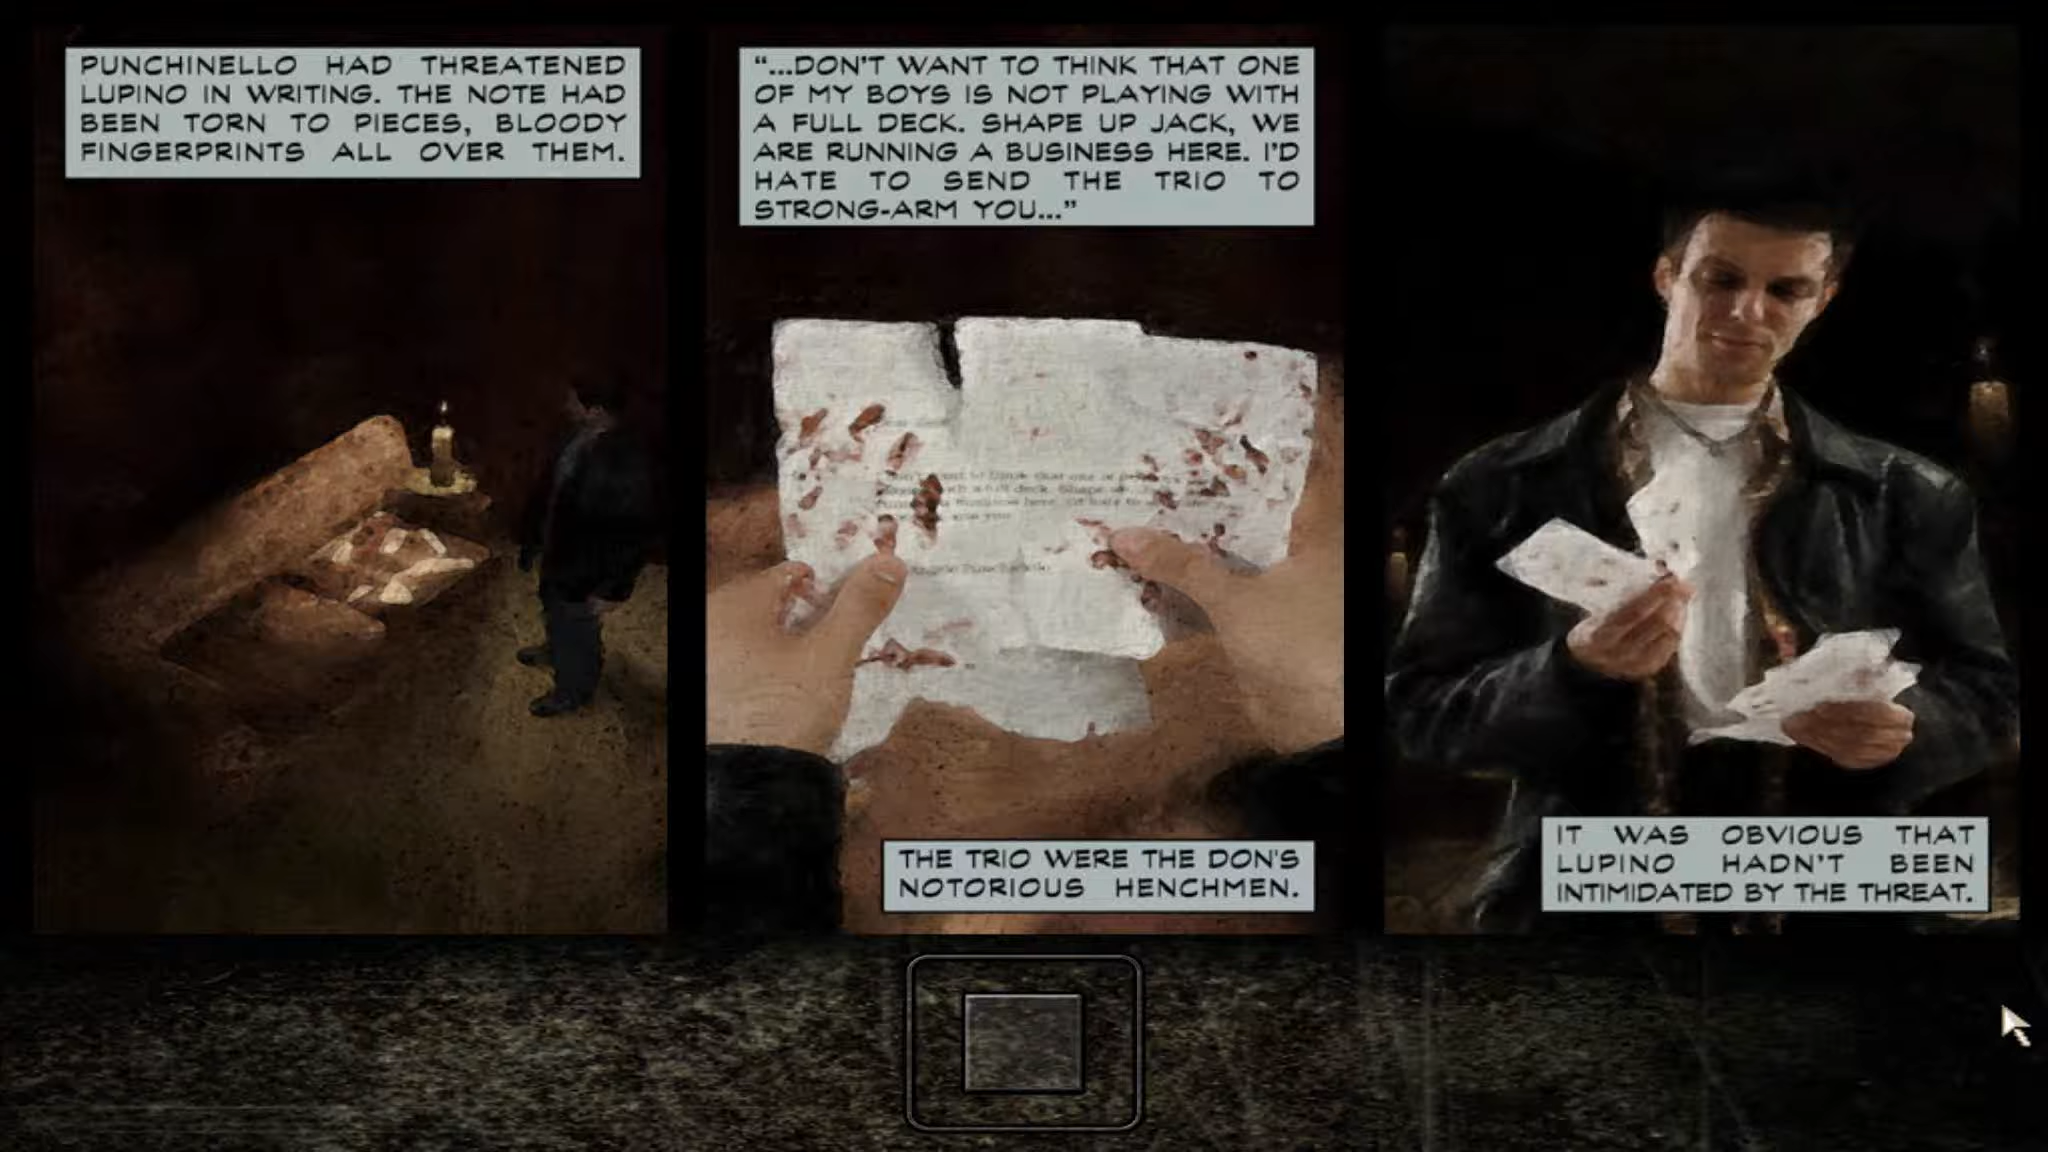 PUNCHINELLO HAD THREATENED
LUPINO IN WRITING. THE NOTE HAD
BEEN TORN TO PIECES, BLOODY
FINGERPRINTS ALL OVER THEM.
“...DON'T WANT TO THINK THAT ONE
OF MY BOYS IS NOT PLAYING WITH
A FULL DECK. SHAPE UP JACK, WE
ARE RUNNING A BUSINESS HERE. I'D
HATE TO SEND THE TRIO TO
STRONG-ARM YOU...”
THE TRIO WERE THE DON'S
NOTORIOUS HENCHMEN.
IT WAS OBVIOUS THAT
LUPINO HADN'T BEEN
INTIMIDATED BY THE THREAT.